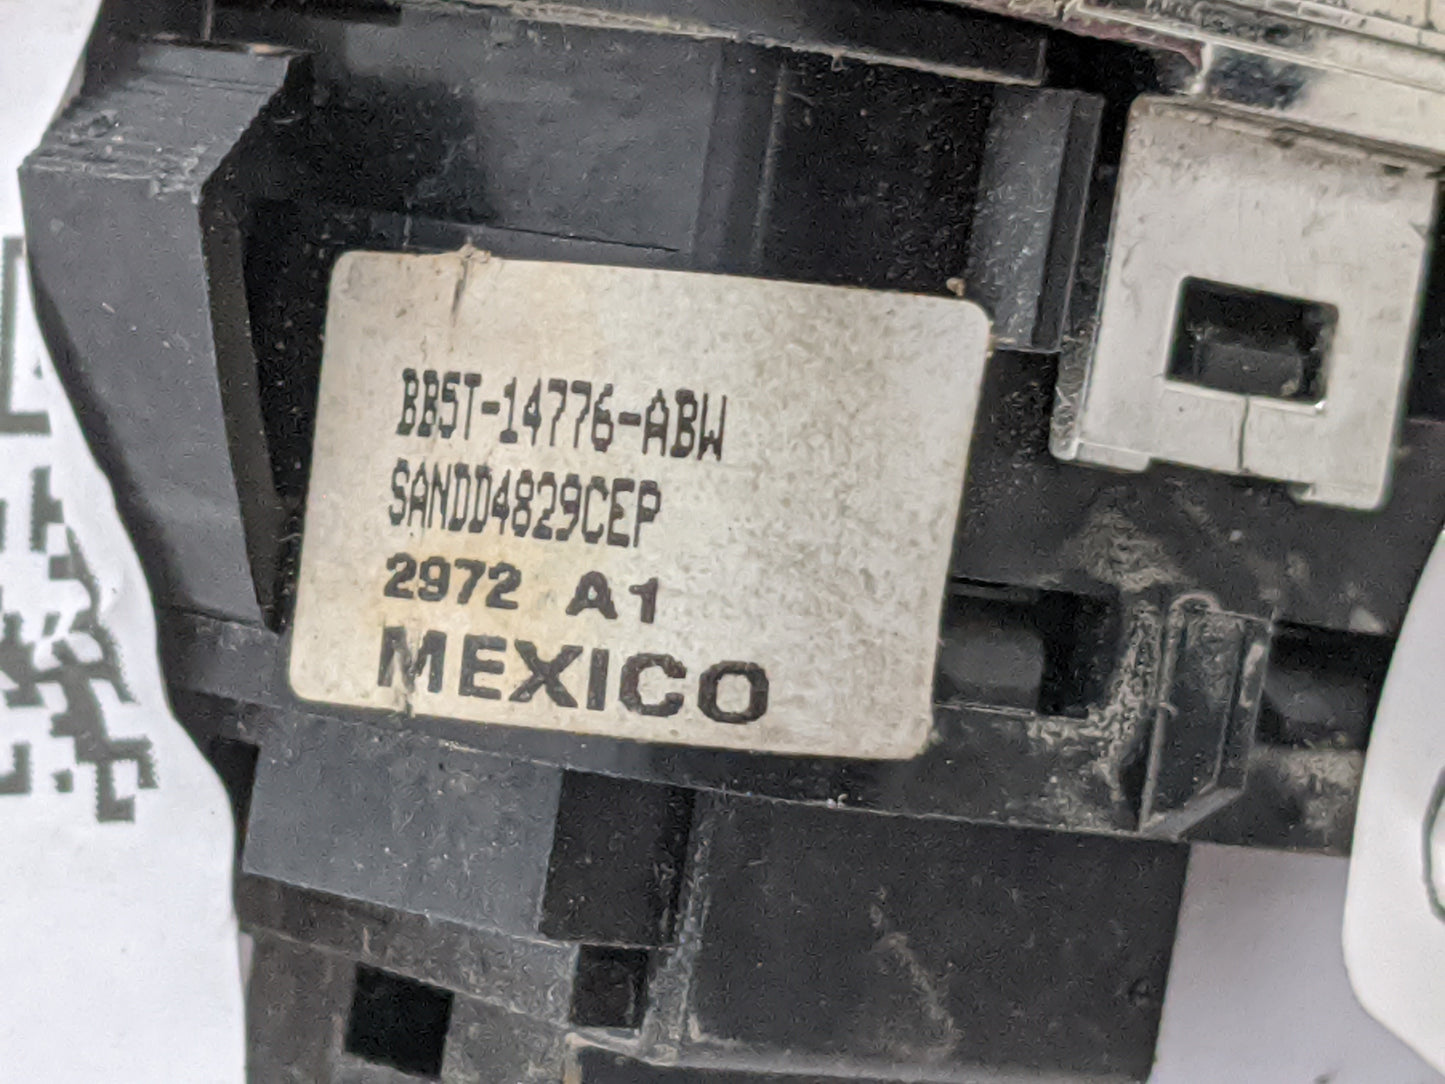 BB5T-14776-ABW
SANDD4829CEP
2972 A1
MEXICO